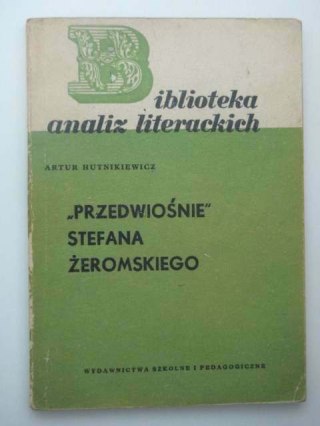 Biblioteka
analiz literackich
ARTUR HUTNIKIEWICZ
„PRZEDWIOŚNIE”
STEFANA
ŻEROMSKIEGO
WYDAWNICTWA SZKOLNE I PEDAGOGICZNE